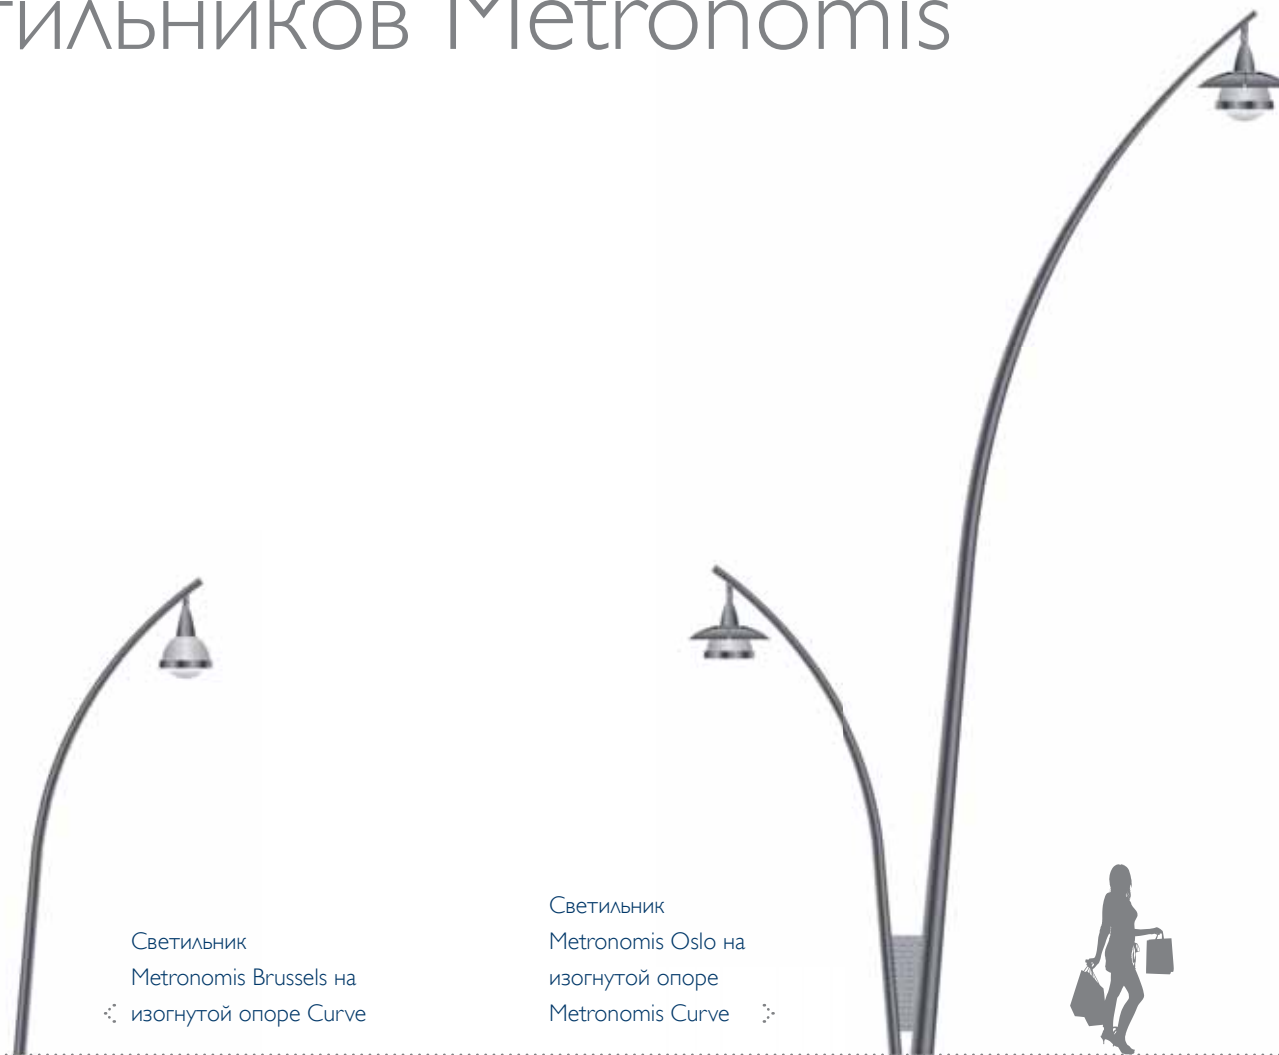 тильников Metronomis
Светильник
Metronomis Brussels на
изогнутой опоре Curve
Светильник
Metronomis Oslo на
изогнутой опоре
Metronomis Curve